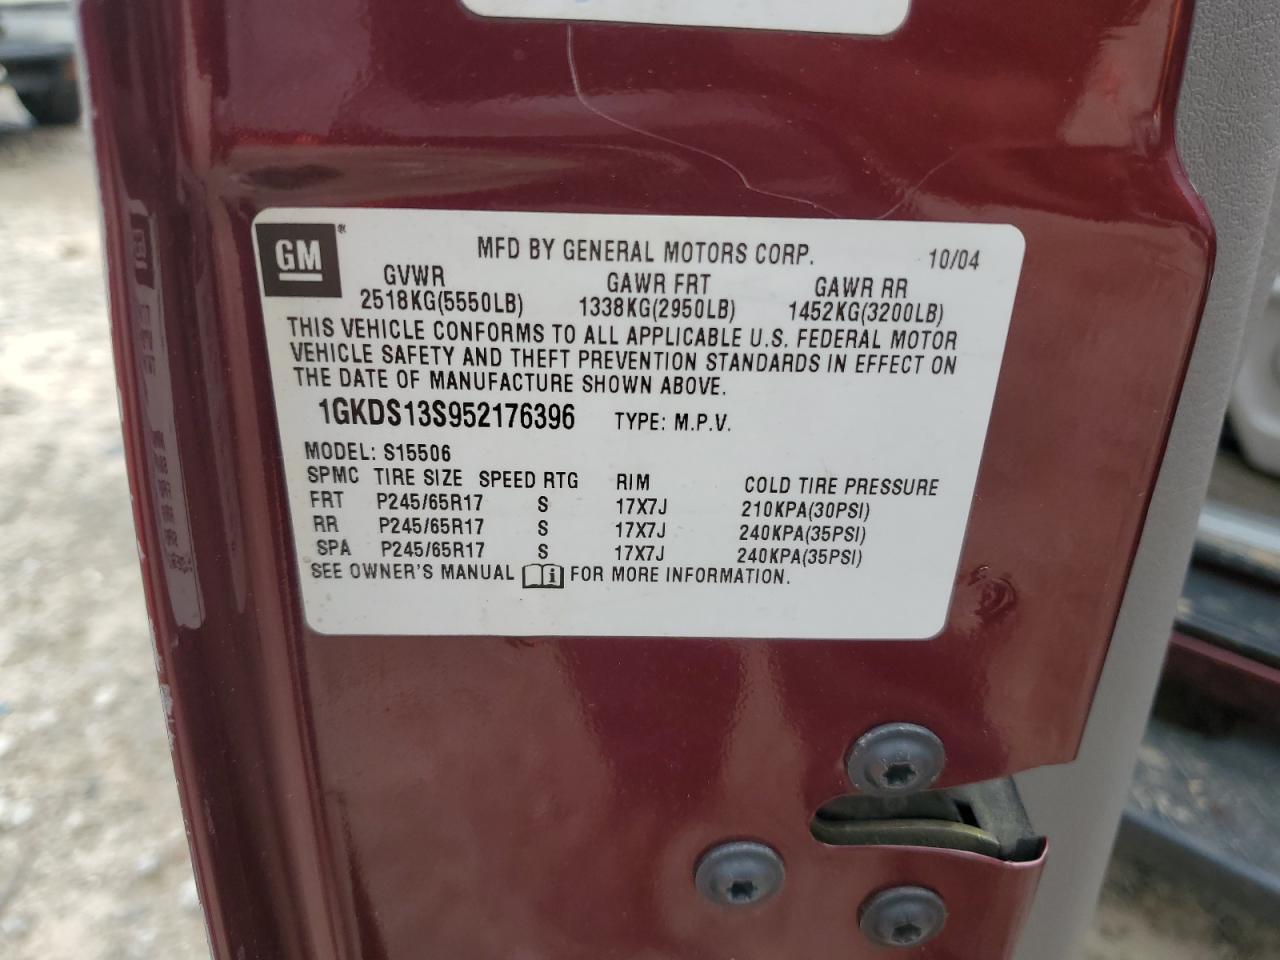 GM ®
MFD BY GENERAL MOTORS CORP. 10/04
GVWR GAWR FRT GAWR RR
2518KG(5550LB) 1338KG(2950LB) 1452KG(3200LB)
THIS VEHICLE CONFORMS TO ALL APPLICABLE U.S. FEDERAL MOTOR
VEHICLE SAFETY AND THEFT PREVENTION STANDARDS IN EFFECT ON
THE DATE OF MANUFACTURE SHOWN ABOVE.
1GKDS13S952176396 TYPE: M.P.V.
MODEL: S15506
SPMC TIRE SIZE SPEED RTG RIM COLD TIRE PRESSURE
FRT P245/65R17 S 17X7J 210KPA(30PSI)
RR P245/65R17 S 17X7J 240KPA(35PSI)
SPA P245/65R17 S 17X7J 240KPA(35PSI)
SEE OWNER'S MANUAL i FOR MORE INFORMATION.